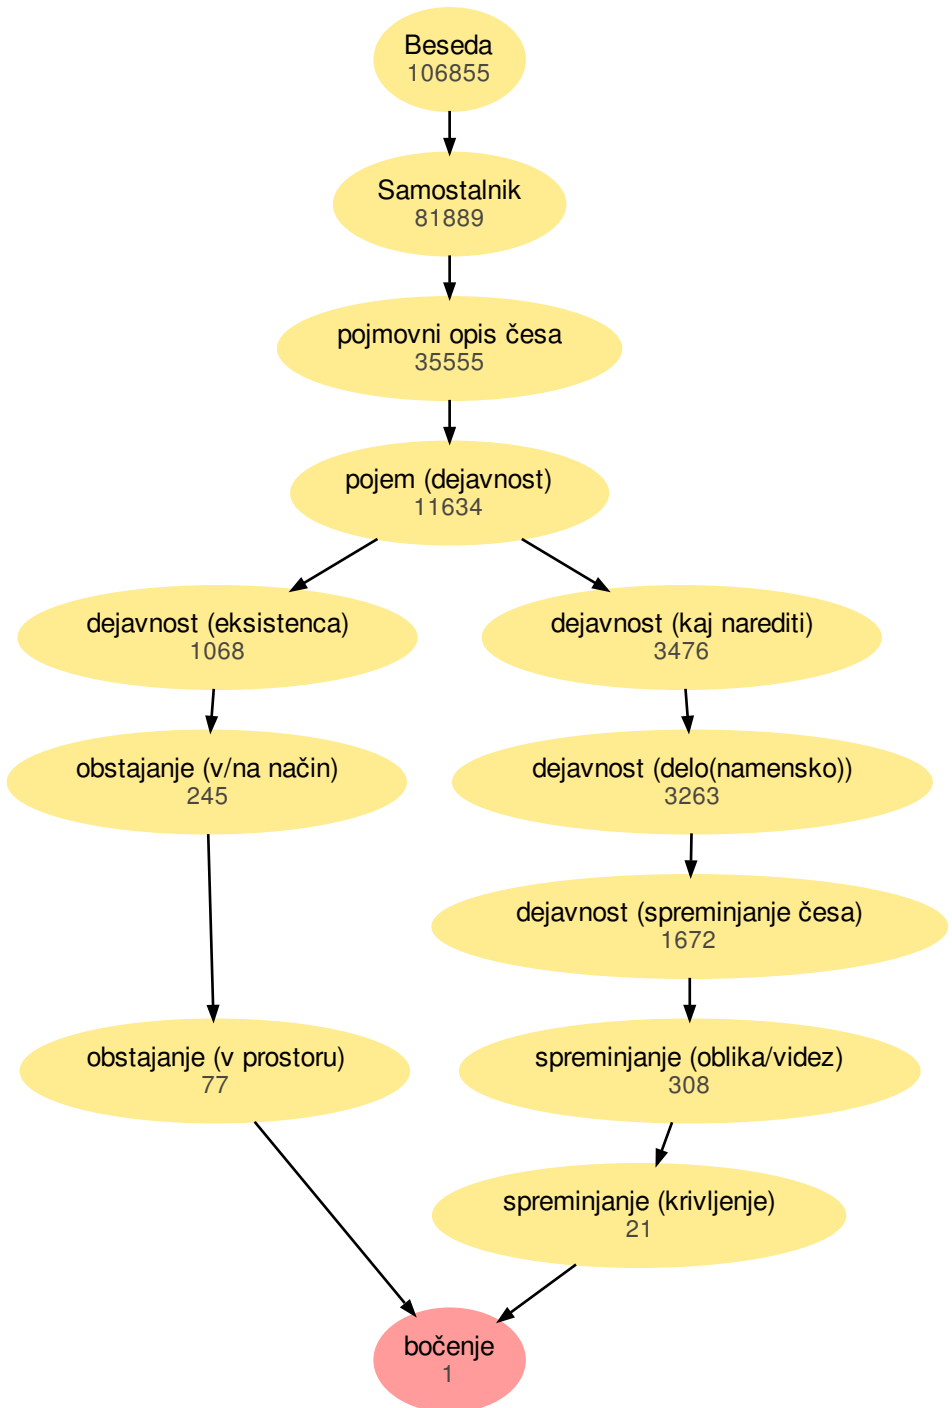 Beseda
106855
Samostalnik
81889
pojmovni opis česa
35555
pojem (dejavnost)
11634
dejavnost (eksistenca)
1068
dejavnost (kaj narediti)
3476
obstajanje (v/na način)
245
dejavnost (delo(namensko))
3263
dejavnost (spreminjanje česa)
1672
obstajanje (v prostoru)
77
spreminjanje (oblika/videz)
308
spreminjanje (krivljenje)
21
bočenje
1